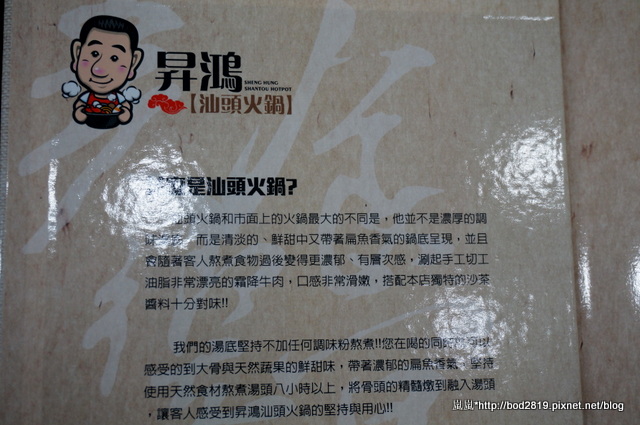 昇鴻
SHENG HUNG
SHANTOU HOTPOT
【汕頭火鍋】
是汕頭火鍋?
頭火鍋和市面上的火鍋最大的不同是，他並不是濃厚的調
而是清淡的、鮮甜中又帶著扁魚香氣的鍋底呈現，並且
會隨著客人熬煮食物過後變得更濃郁、有層次感，涮起手工切工
油脂非常漂亮的霜降牛肉，口感非常滑嫩，搭配本店獨特的沙茶
醬料十分對味!!
我們的湯底堅持不加任何調味粉熬煮!!您在喝的同時
感受的到大骨與天然蔬果的鮮甜味，帶著濃郁的扁魚香氣、堅持
使用天然食材熬煮湯頭八小時以上，將骨頭的精髓燉到融入湯頭
，讓客人感受到昇鴻汕頭火鍋的堅持與用心!!
嵐嵐*http://bod2819.pixnet.net/blog